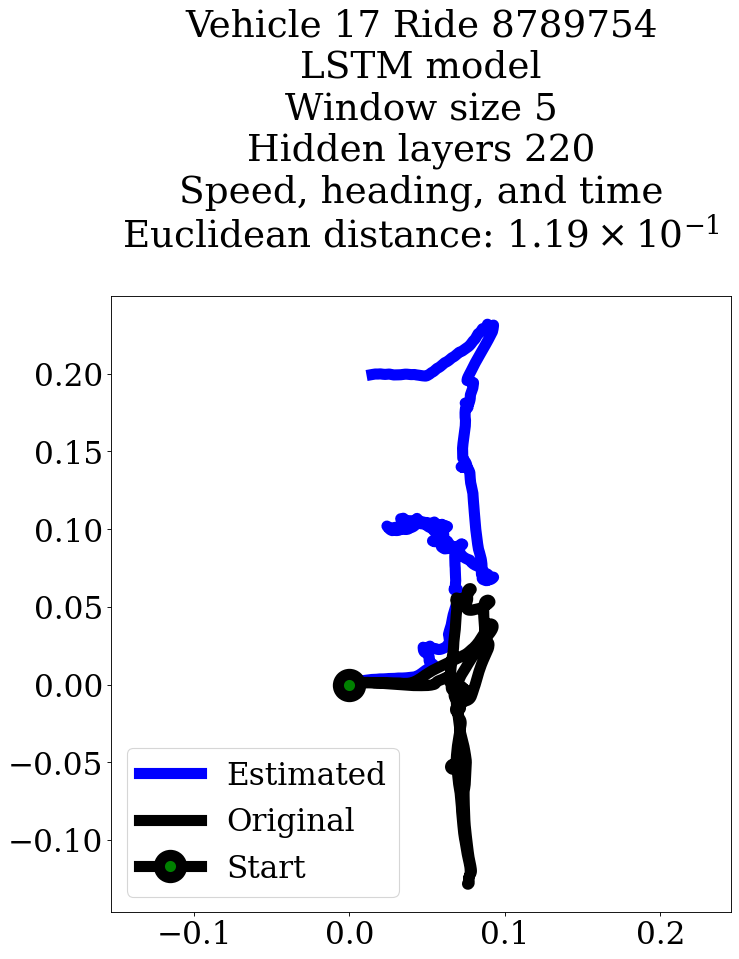 Vehicle 17 Ride 8789754
LSTM model
Window size 5
Hidden layers 220
Speed, heading, and time
Euclidean distance: 1.19 × 10⁻¹
0.20
0.15
0.10
0.05
0.00
−0.05
−0.10
Estimated
Original
Start
−0.1 0.0 0.1 0.2